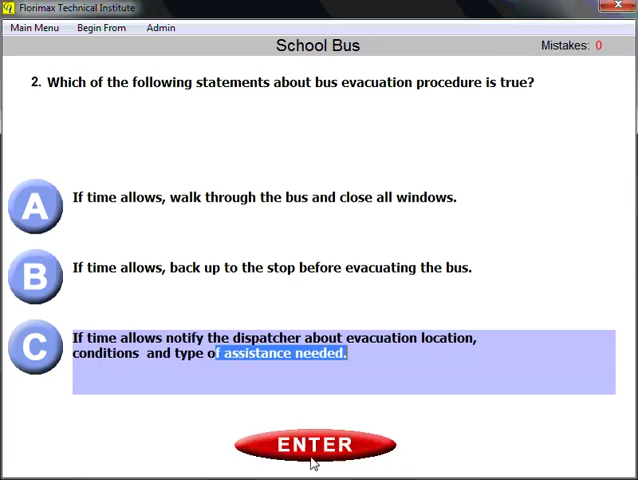 Florimax Technical Institute
Main Menu Begin From Admin
School Bus Mistakes: 0
2. Which of the following statements about bus evacuation procedure is true?
A If time allows, walk through the bus and close all windows.
B If time allows, back up to the stop before evacuating the bus.
C If time allows notify the dispatcher about evacuation location,
conditions and type of assistance needed.
ENTER